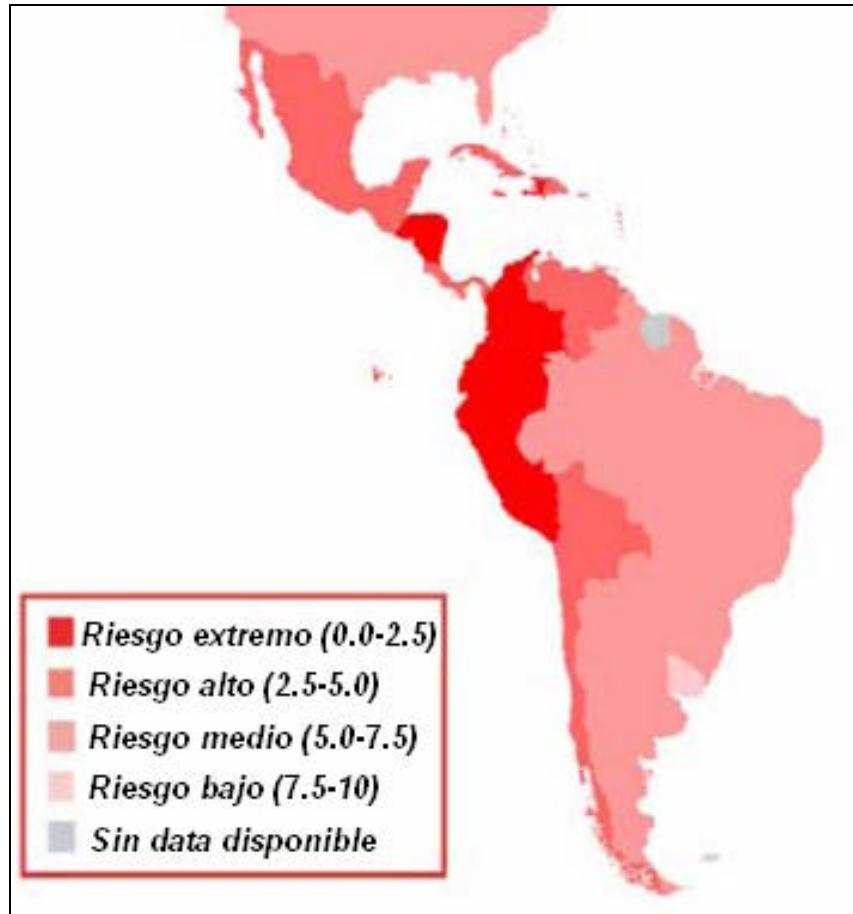 Riesgo extremo (0.0-2.5)
Riesgo alto (2.5-5.0)
Riesgo medio (5.0-7.5)
Riesgo bajo (7.5-10)
Sin data disponible